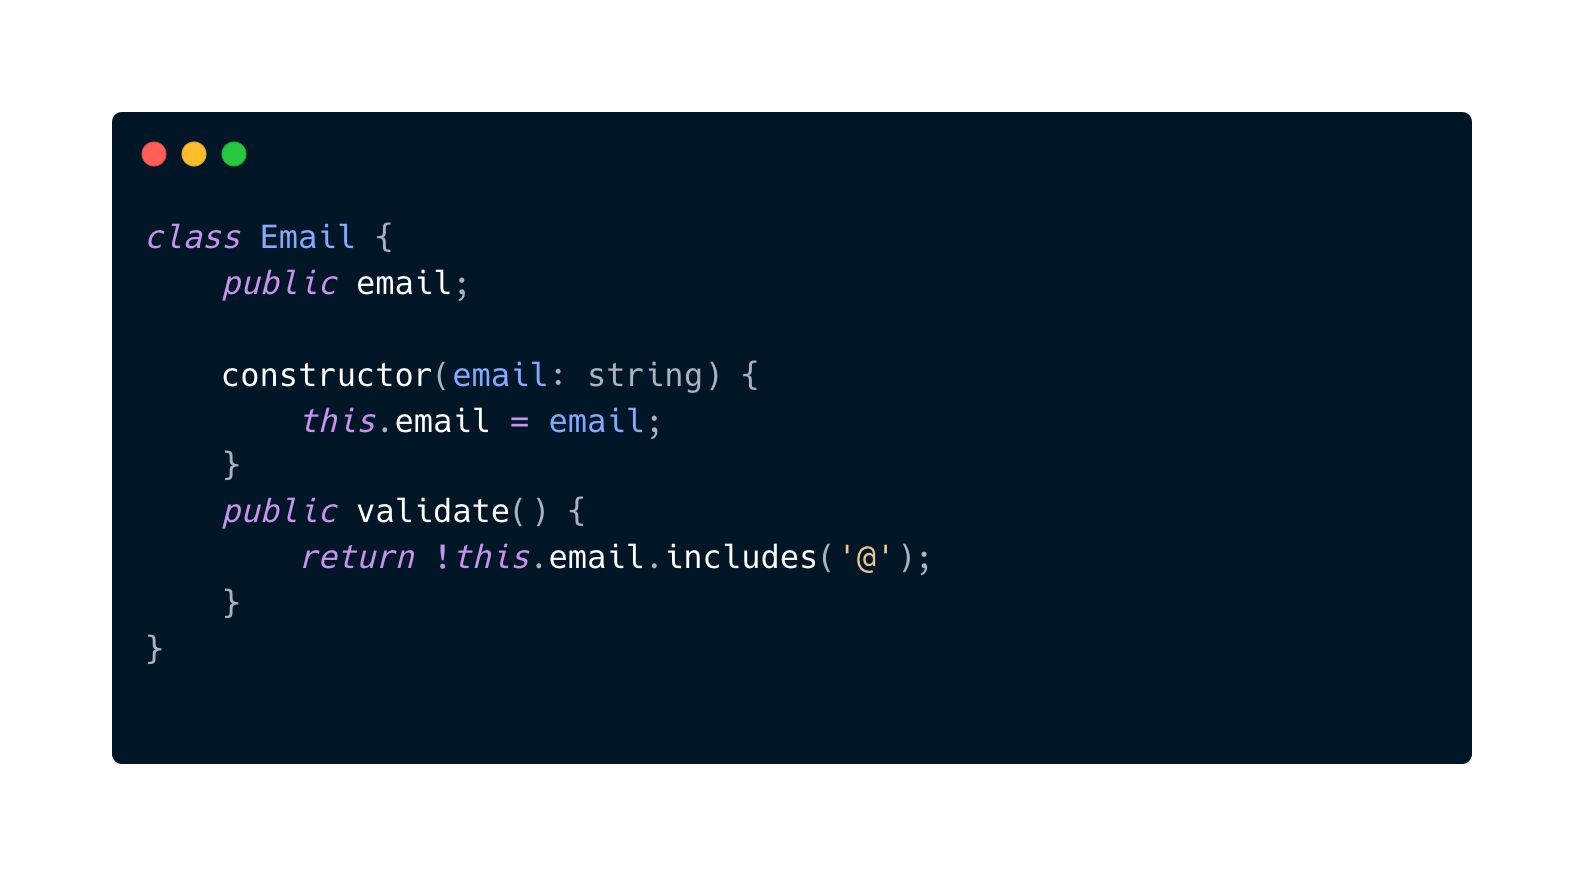 class Email {
    public email;

    constructor(email: string) {
        this.email = email;
    }
    public validate() {
        return !this.email.includes('@');
    }
}